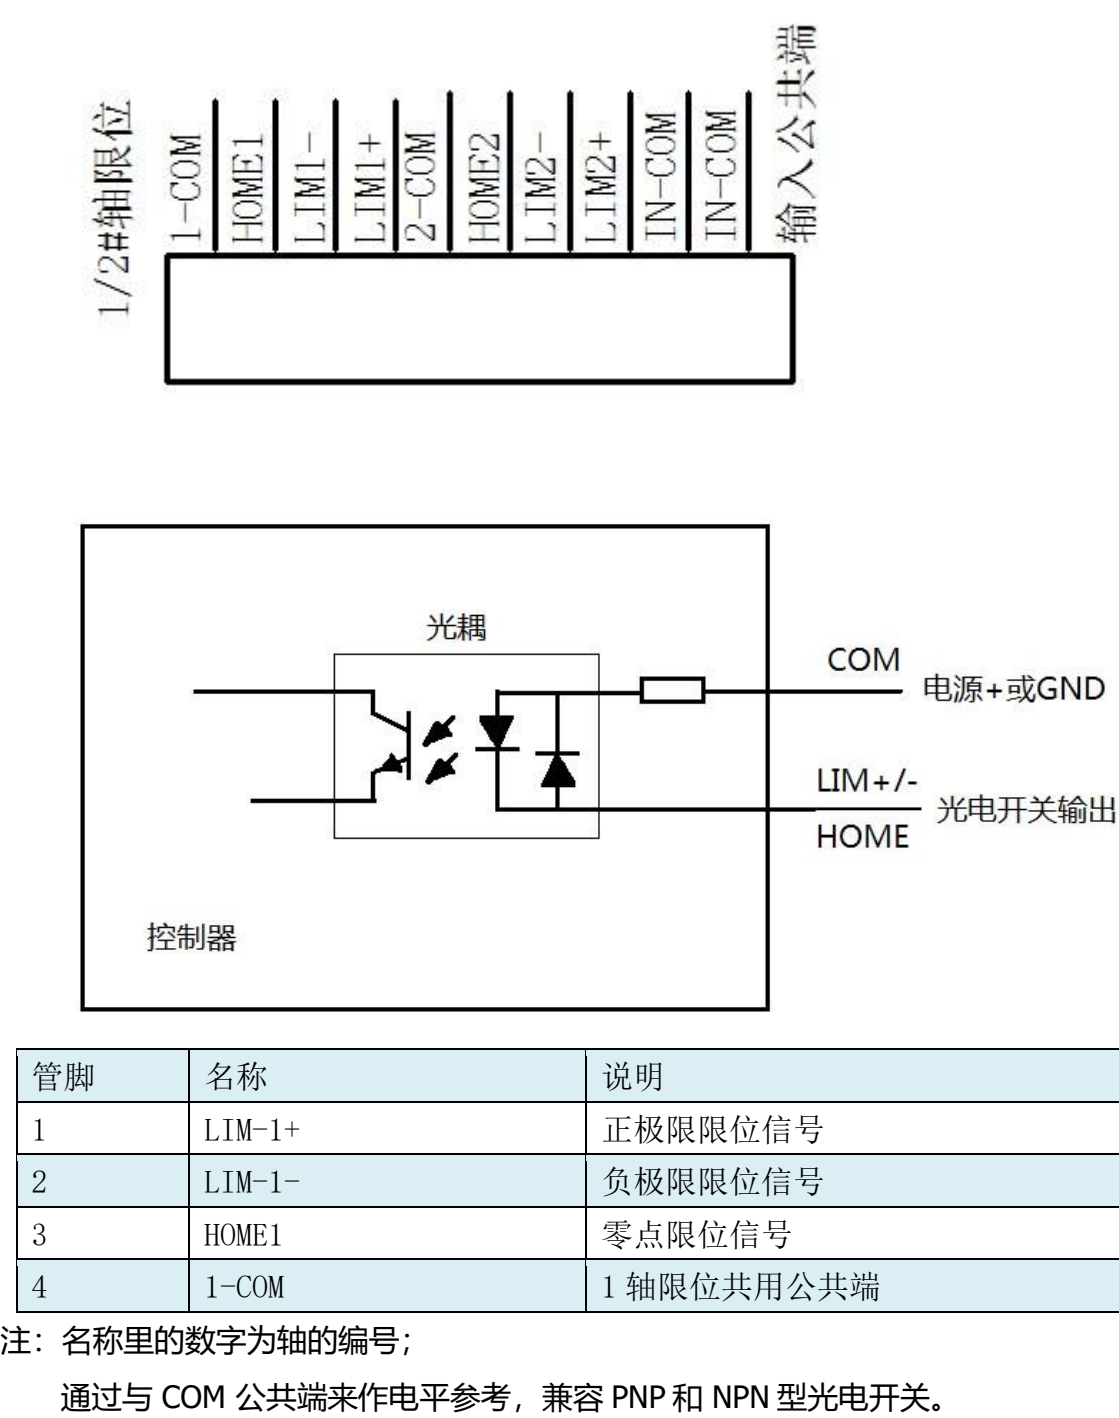 1/2#轴限位
1-COM
HOME1
LIM1-
LIM1+
2-COM
HOME2
LIM2-
LIM2+
IN-COM
IN-COM
输入公共端
光耦
COM
电源+或GND
LIM+/-
光电开关输出
HOME
控制器
管脚 名称 说明
1 LIM-1+ 正极限限位信号
2 LIM-1- 负极限限位信号
3 HOME1 零点限位信号
4 1-COM 1 轴限位共用公共端
注：名称里的数字为轴的编号；
通过与 COM 公共端来作电平参考，兼容 PNP 和 NPN 型光电开关。